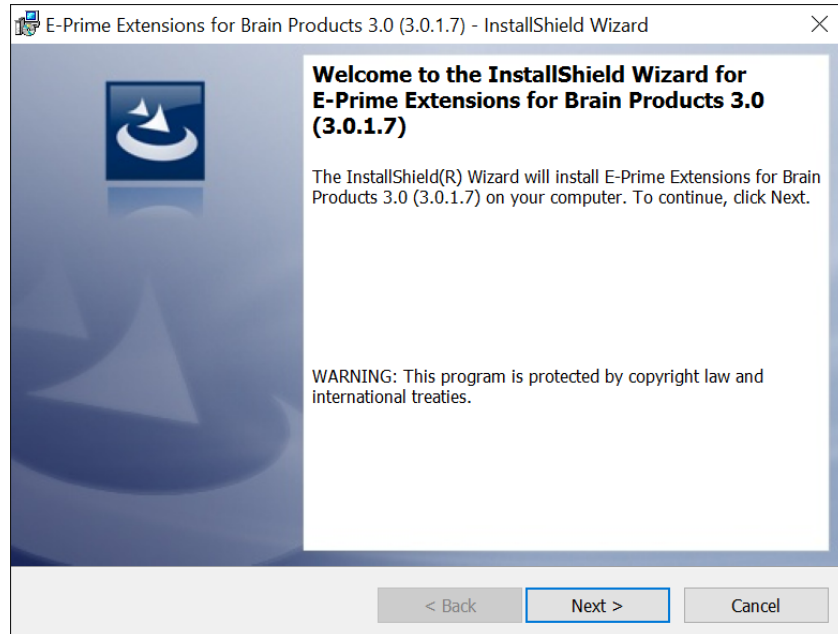 E-Prime Extensions for Brain Products 3.0 (3.0.1.7) - InstallShield Wizard
Welcome to the InstallShield Wizard for
E-Prime Extensions for Brain Products 3.0
(3.0.1.7)
The InstallShield(R) Wizard will install E-Prime Extensions for Brain
Products 3.0 (3.0.1.7) on your computer. To continue, click Next.
WARNING: This program is protected by copyright law and
international treaties.
< Back
Next >
Cancel